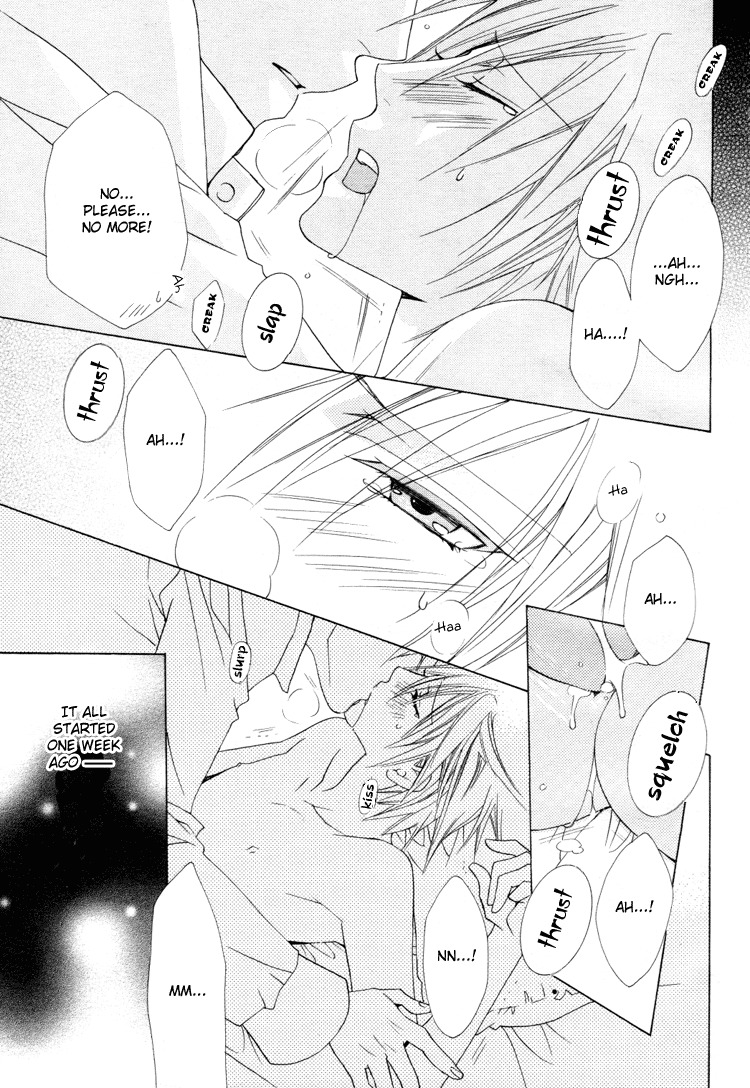 CREAK
CREAK
thrust
...AH...
NGH...
HA....!
NO...
PLEASE...
NO MORE!
slap
CREAK
thrust
AH...!
Ha
Haa
AH...
squelch
AH...!
thrust
slurp
kiss
IT ALL
STARTED
ONE WEEK
AGO —
NN...!
MM...